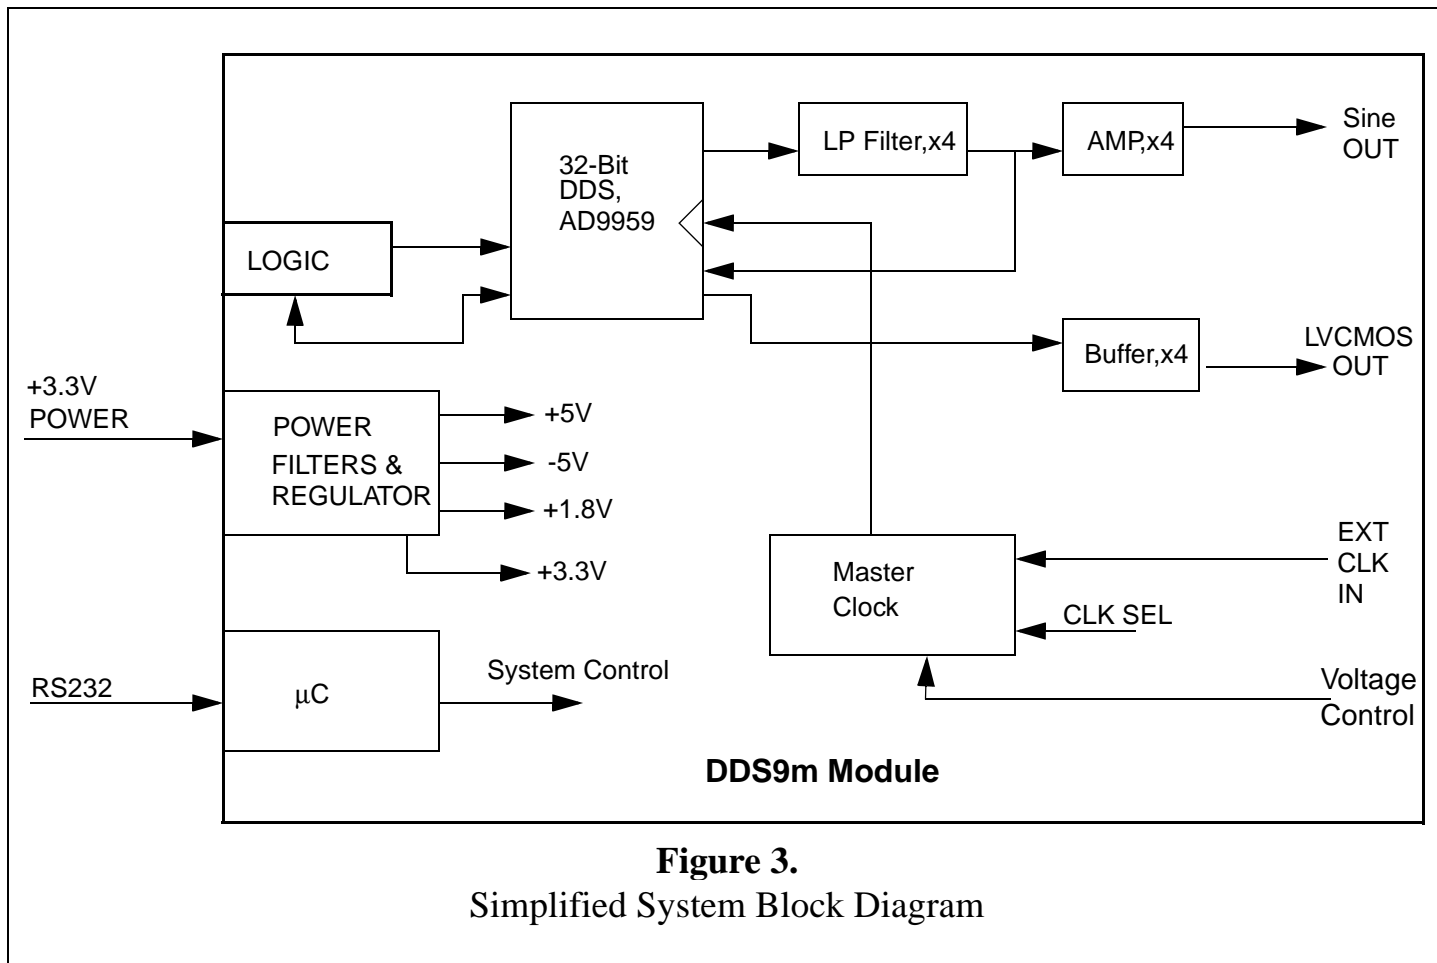 32-Bit
DDS,
AD9959
LP Filter,x4
AMP,x4
Sine
OUT
LOGIC
Buffer,x4
LVCMOS
OUT
+3.3V
POWER
POWER
FILTERS &
REGULATOR
+5V
-5V
+1.8V
+3.3V
Master
Clock
EXT
CLK
IN
CLK SEL
Voltage
Control
RS232
μC
System Control
DDS9m Module
Figure 3.
Simplified System Block Diagram